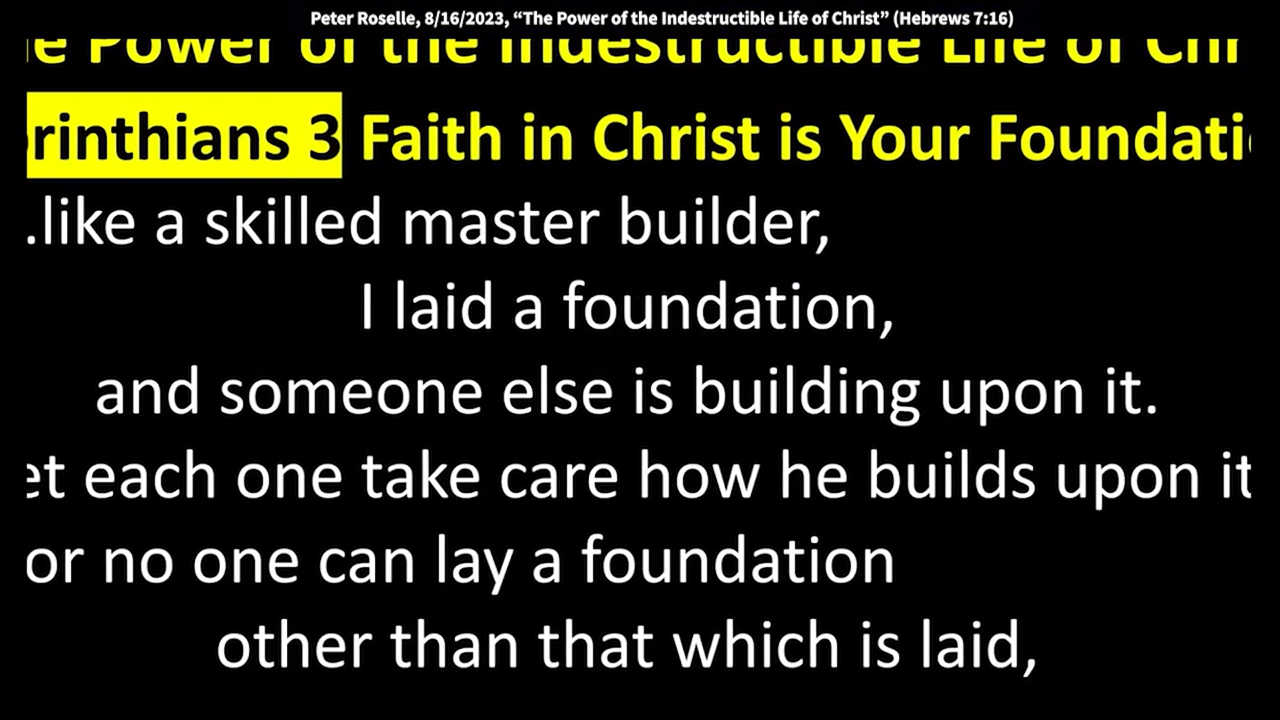 Peter Roselle, 8/16/2023, “The Power of the Indestructible Life of Christ” (Hebrews 7:16)
e Power of the Indestructible Life of Chr
rinthians 3 Faith in Christ is Your Foundati
.like a skilled master builder,
I laid a foundation,
and someone else is building upon it.
et each one take care how he builds upon it
or no one can lay a foundation
other than that which is laid,